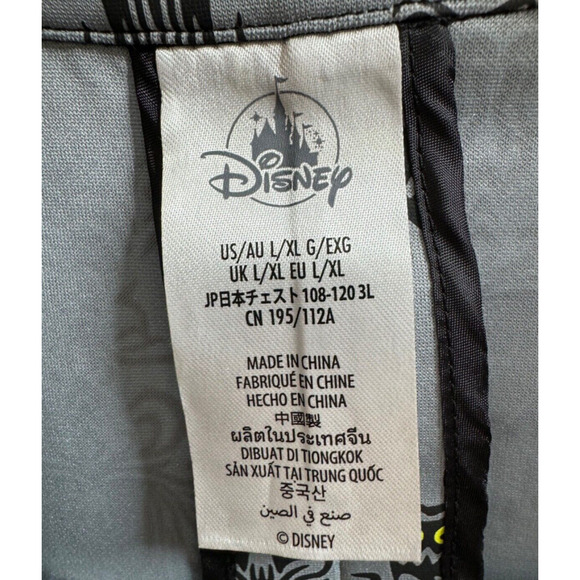 Disney
US/AU L/XL G/EXG
UK L/XL EU L/XL
JP日本チェスト 108-120 3L
CN 195/112A
MADE IN CHINA
FABRIQUÉ EN CHINE
HECHO EN CHINA
中國製
ผลิตในประเทศจีน
DIBUAT DI TIONGKOK
SẢN XUẤT TẠI TRUNG QUỐC
중국산
صنع في الصين
© DISNEY